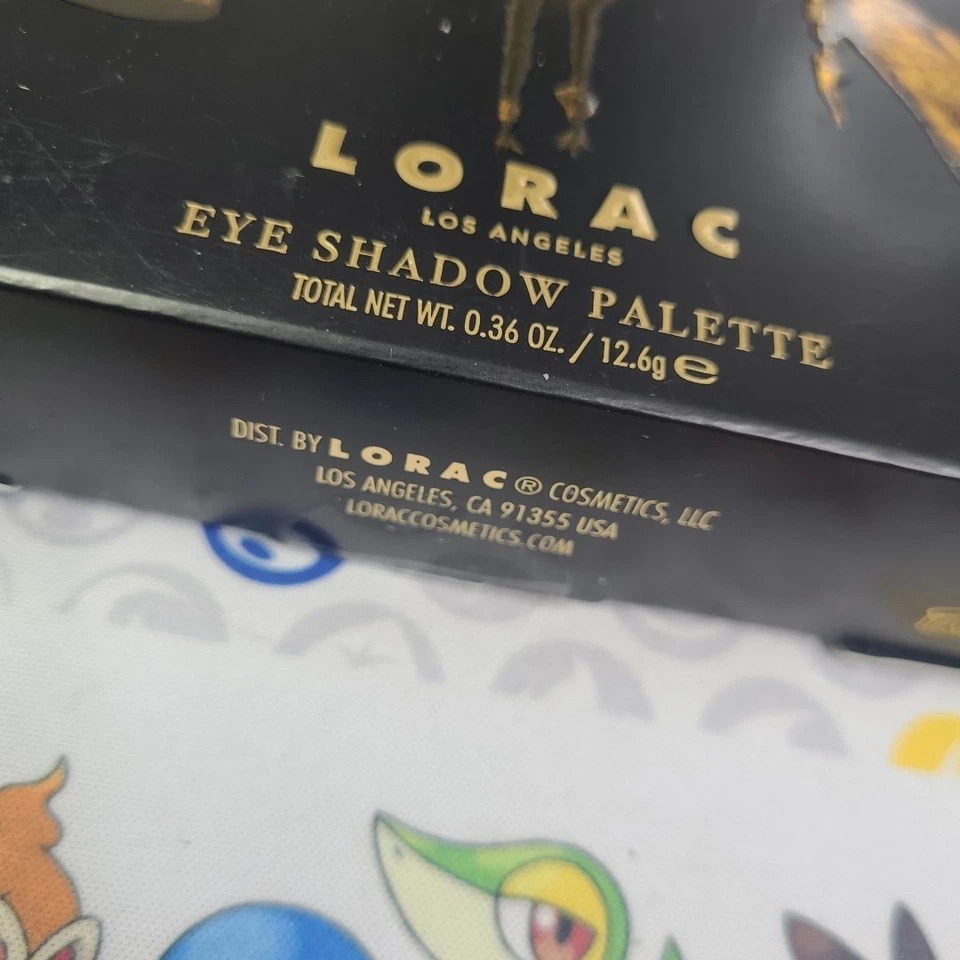 LORAC
LOS ANGELES
EYE SHADOW PALETTE
TOTAL NET WT. 0.36 OZ. / 12.6g ℮
DIST. BY LORAC® COSMETICS, LLC
LOS ANGELES, CA 91355 USA
LORACCOSMETICS.COM